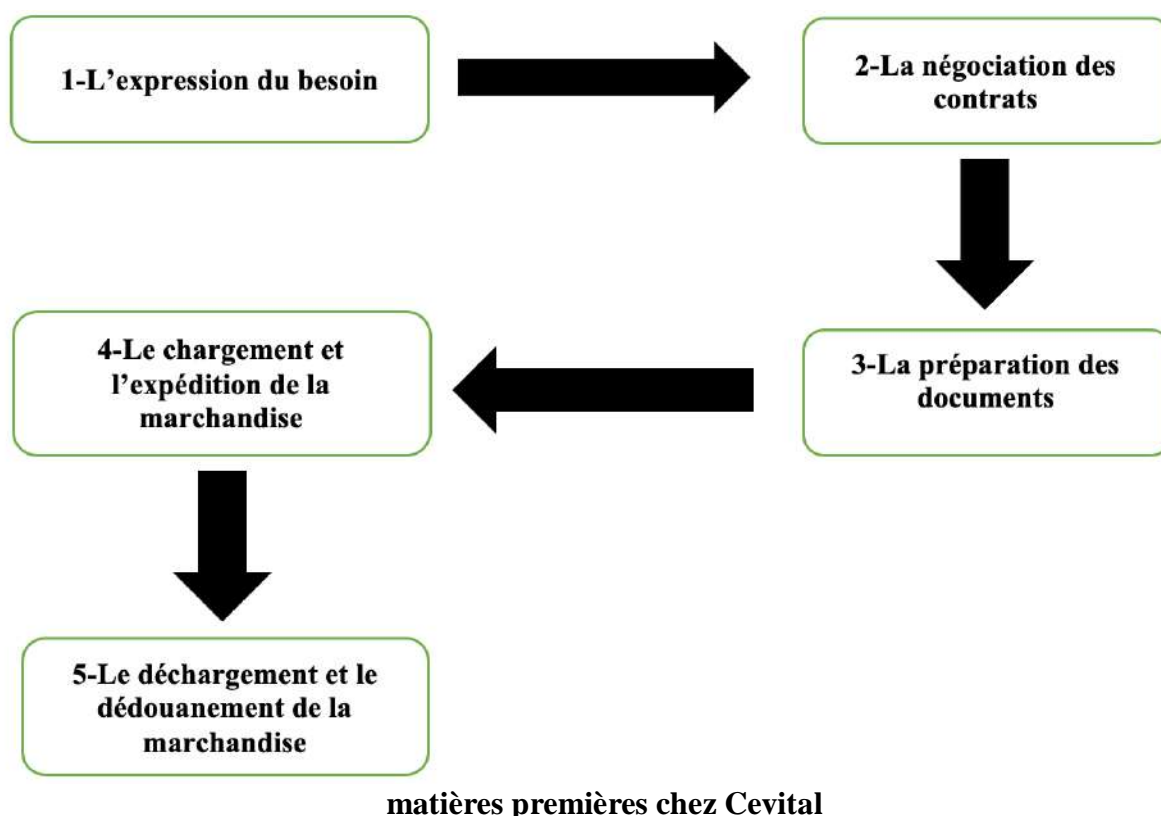 1-L’expression du besoin
2-La négociation des
contrats
3-La préparation des
documents
4-Le chargement et
l’expédition de la
marchandise
5-Le déchargement et le
dédouanement de la
marchandise
matières premières chez Cevital